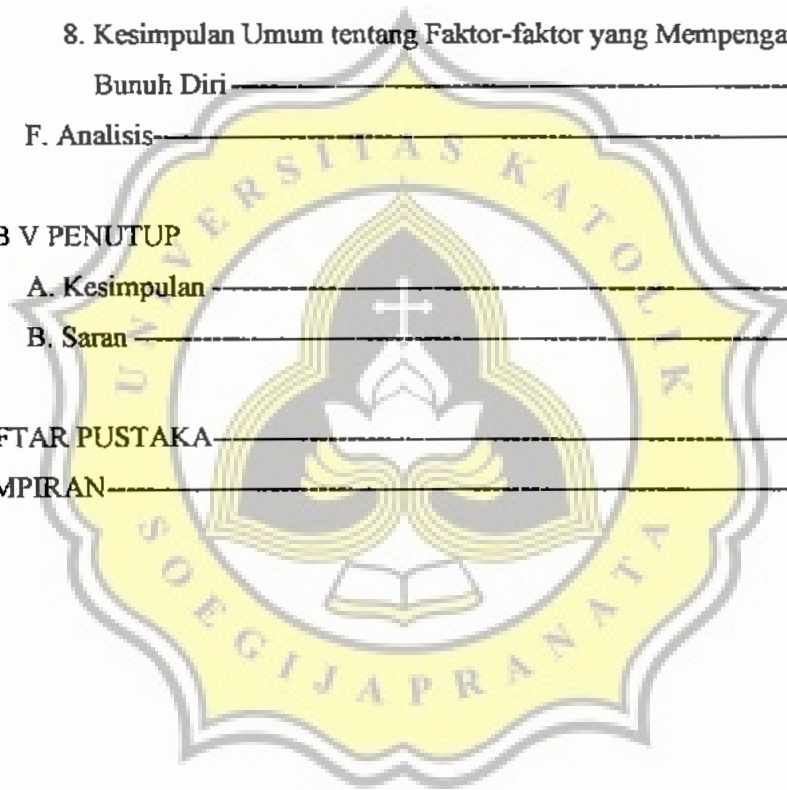 8. Kesimpulan Umum tentang Faktor-faktor yang Mempenga
Bunuh Diri
F. Analisis
B V PENUTUP
A. Kesimpulan
B. Saran
FTAR PUSTAKA
MPIRAN
UNIVERSITAS KATOLIK
SOEGIJAPRANATA